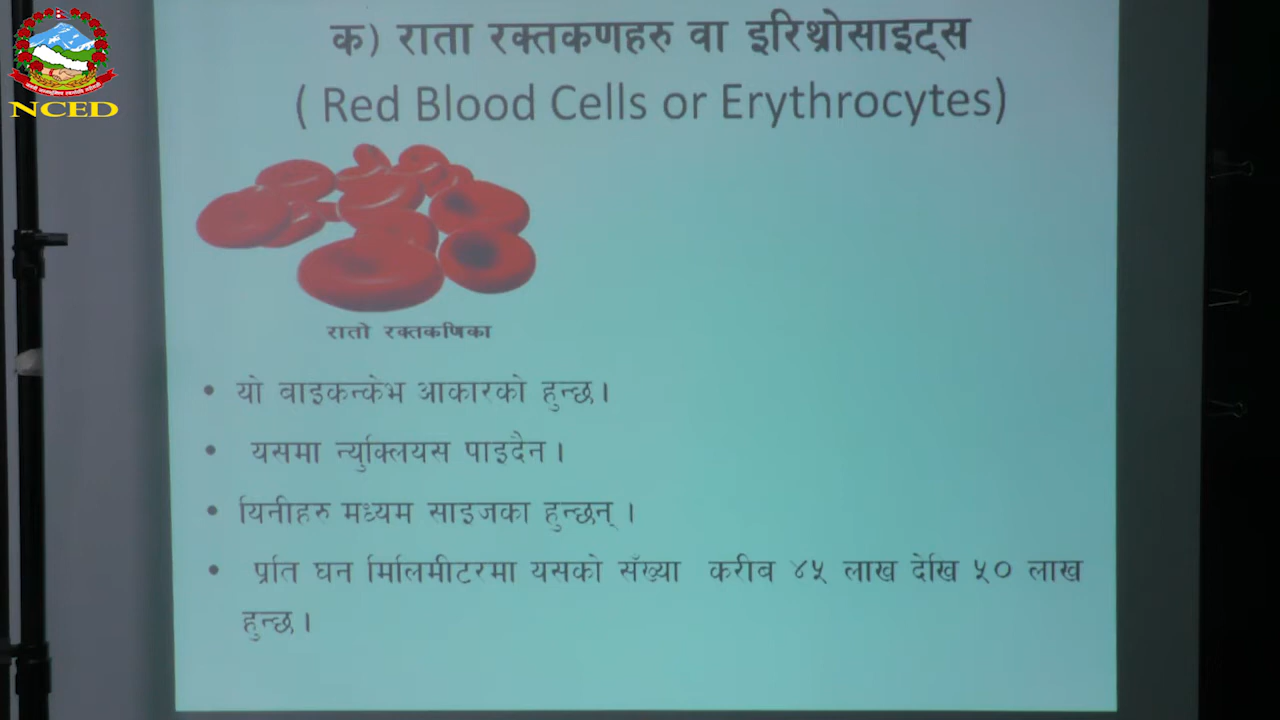 NCED
क) राता रक्तकणहरु वा इरिथ्रोसाइट्स
( Red Blood Cells or Erythrocytes)
रातो रक्तकणिका
• यो बाइकन्केभ आकारको हुन्छ।
• यसमा न्युक्लियस पाइदैन ।
• यिनीहरु मध्यम साइजका हुन्छन् ।
• प्रति घन मिलिमीटरमा यसको सँख्या करीब ४५ लाख देखि ५० लाख
हुन्छ ।